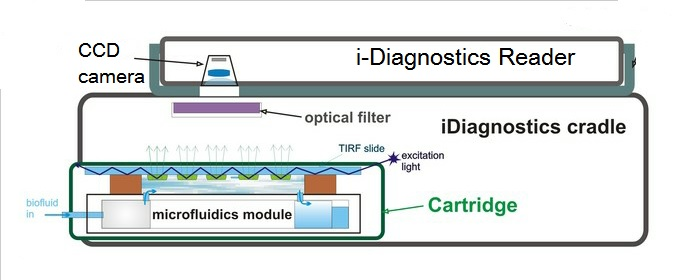 CCD
camera
i-Diagnostics Reader
optical filter
iDiagnostics cradle
TIRF slide
excitation
light
biofluid
in
microfluidics module
Cartridge